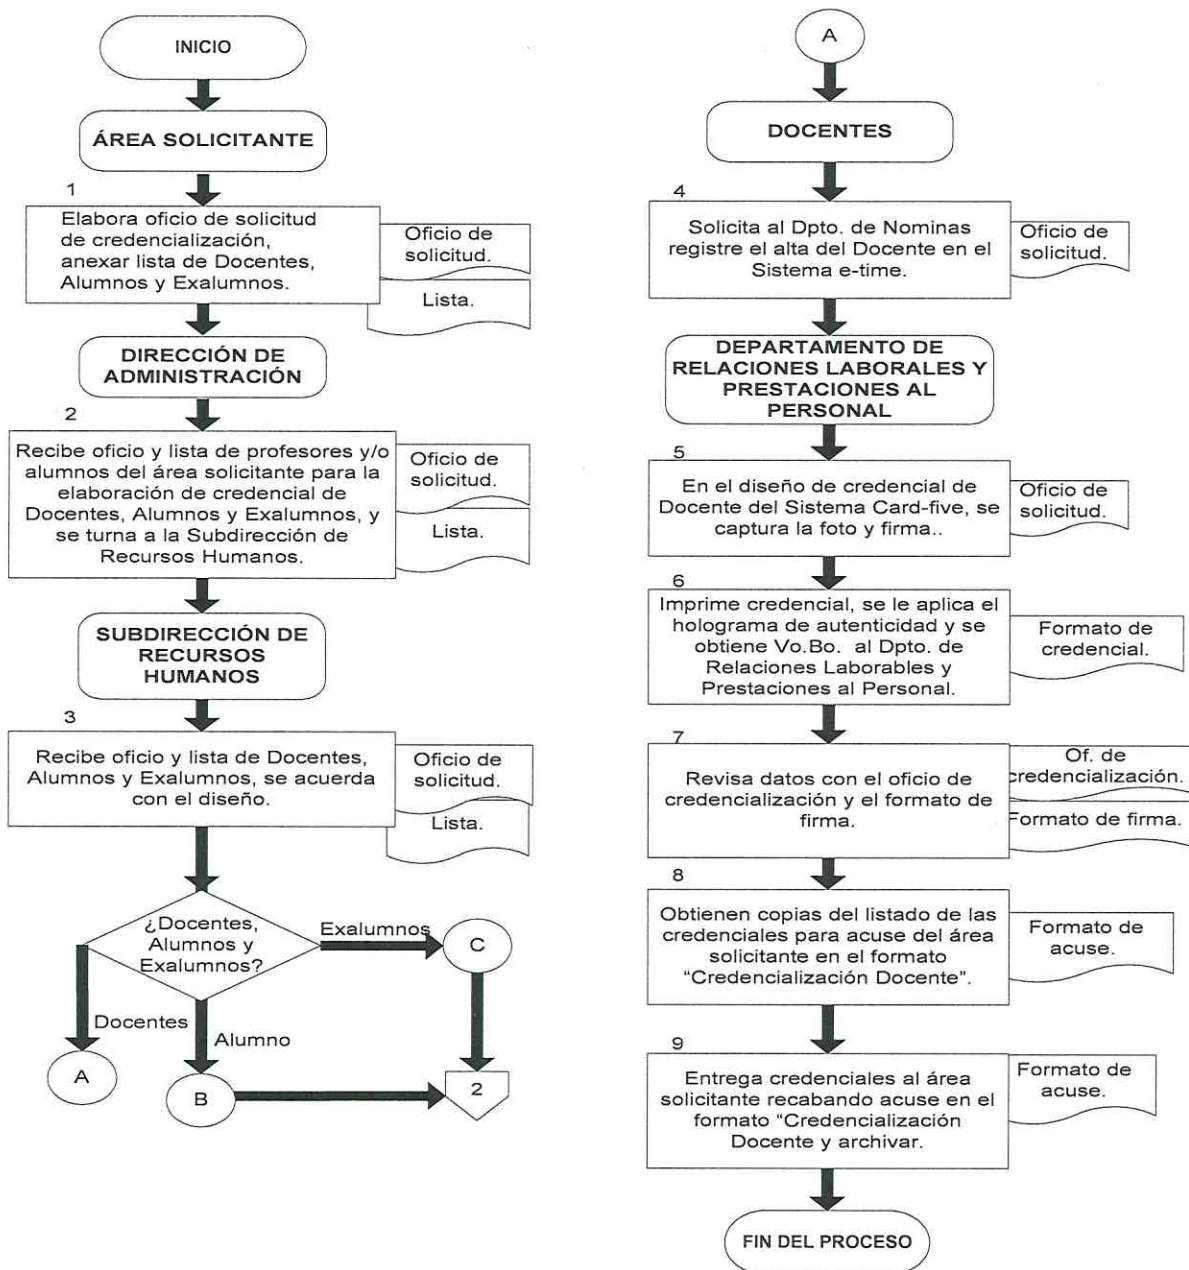 INICIO
ÁREA SOLICITANTE
1
Elabora oficio de solicitud
de credencialización,
anexar lista de Docentes,
Alumnos y Exalumnos.
Oficio de
solicitud.
Lista.
DIRECCIÓN DE
ADMINISTRACIÓN
2
Recibe oficio y lista de profesores y/o
alumnos del área solicitante para la
elaboración de credencial de
Docentes, Alumnos y Exalumnos, y
se turna a la Subdirección de
Recursos Humanos.
Oficio de
solicitud.
Lista.
SUBDIRECCIÓN DE
RECURSOS
HUMANOS
3
Recibe oficio y lista de Docentes,
Alumnos y Exalumnos, se acuerda
con el diseño.
Oficio de
solicitud.
Lista.
¿Docentes,
Alumnos y
Exalumnos?
Exalumnos
C
Docentes
Alumno
A
B
2
A
DOCENTES
4
Solicita al Dpto. de Nominas
registre el alta del Docente en el
Sistema e-time.
Oficio de
solicitud.
DEPARTAMENTO DE
RELACIONES LABORALES Y
PRESTACIONES AL
PERSONAL
5
En el diseño de credencial de
Docente del Sistema Card-five, se
captura la foto y firma..
Oficio de
solicitud.
6
Imprime credencial, se le aplica el
holograma de autenticidad y se
obtiene Vo.Bo. al Dpto. de
Relaciones Laborables y
Prestaciones al Personal.
Formato de
credencial.
7
Revisa datos con el oficio de
credencialización y el formato de
firma.
Of. de
credencialización.
Formato de firma.
8
Obtienen copias del listado de las
credenciales para acuse del área
solicitante en el formato
“Credencialización Docente”.
Formato de
acuse.
9
Entrega credenciales al área
solicitante recabando acuse en el
formato “Credencialización
Docente y archivar.
Formato de
acuse.
FIN DEL PROCESO